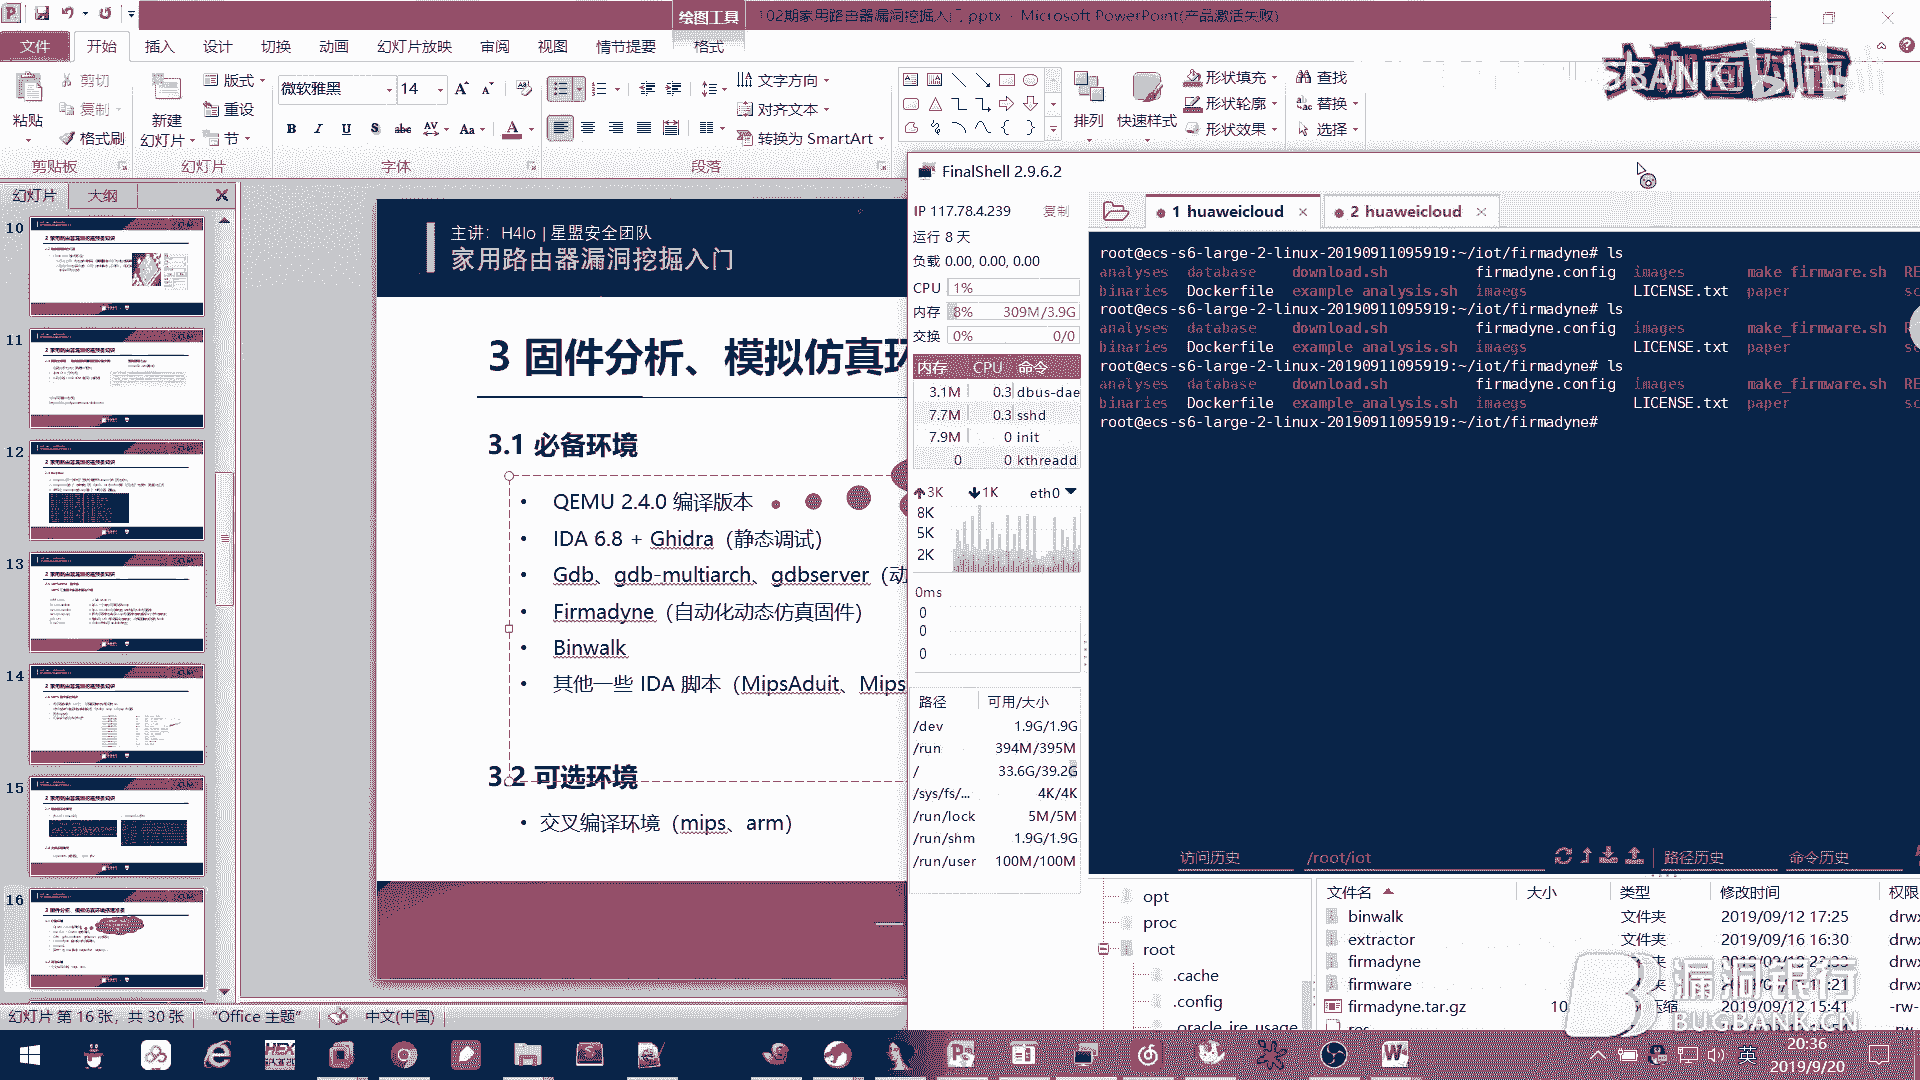 绘图工具
102期家用路由器漏洞挖掘入门.pptx - Microsoft PowerPoint(产品激活失败)
文件 开始 插入 设计 切换 动画 幻灯片放映 审阅 视图 情节提要 格式
粘贴 剪切 复制 格式刷
剪贴板
新建幻灯片 版式 重设 节
幻灯片
微软雅黑 14
B I U S abc AV Aa A
字体
文字方向
对齐文本
转换为 SmartArt
段落
排列 快速样式
形状填充
形状轮廓
形状效果
查找
替换
选择
BANK bilibili
幻灯片 大纲
10
11
12
13
14
15
16
主讲：H4lo | 星盟安全团队
家用路由器漏洞挖掘入门
3 固件分析、模拟仿真环
3.1 必备环境
• QEMU 2.4.0 编译版本
• IDA 6.8 + Ghidra（静态调试）
• Gdb、gdb-multiarch、gdbserver（动
• Firmadyne（自动化动态仿真固件）
• Binwalk
• 其他一些 IDA 脚本（MipsAduit、Mips
3.2 可选环境
• 交叉编译环境（mips、arm）
FinalShell 2.9.6.2
IP 117.78.4.239 复制
运行 8 天
负载 0.00, 0.00, 0.00
CPU 1%
内存 8% 309M/3.9G
交换 0% 0/0
内存 CPU 命令
3.1M 0.3 dbus-dae
7.7M 0.3 sshd
7.9M 0 init
0 0 kthreadd
3K 1K eth0
8K
5K
2K
0ms
0
0
0
路径 可用/大小
/dev 1.9G/1.9G
/run 394M/395M
/ 33.6G/39.2G
/sys/fs/... 4K/4K
/run/lock 5M/5M
/run/shm 1.9G/1.9G
/run/user 100M/100M
1 huaweicloud × 2 huaweicloud ×
root@ecs-s6-large-2-linux-20190911095919:~/iot/firmadyne# ls
analyses database download.sh firmadyne.config images make_firmware.sh RE
binaries Dockerfile example_analysis.sh imaegs LICENSE.txt paper sc
root@ecs-s6-large-2-linux-20190911095919:~/iot/firmadyne# ls
analyses database download.sh firmadyne.config images make_firmware.sh
binaries Dockerfile example_analysis.sh imaegs LICENSE.txt paper
root@ecs-s6-large-2-linux-20190911095919:~/iot/firmadyne# ls
analyses database download.sh firmadyne.config images make_firmware.sh RE
binaries Dockerfile example_analysis.sh imaegs LICENSE.txt paper sc
root@ecs-s6-large-2-linux-20190911095919:~/iot/firmadyne#
访问历史 /root/iot 路径历史 命令历史
opt
proc
root
.cache
.config
.oracle_jre_usage
文件名 大小 类型 修改时间 权限
binwalk 文件夹 2019/09/12 17:25 drwx
extractor 文件夹 2019/09/16 16:30 drwx
firmadyne drwx
firmware drwx
firmadyne.tar.gz 10 压缩 2019/09/12 15:41 -rw-
漏洞银行
BUGBANK.CN
幻灯片 第 16 张，共 30 张 “Office 主题” 中文(中国)
英
20:36
2019/9/20